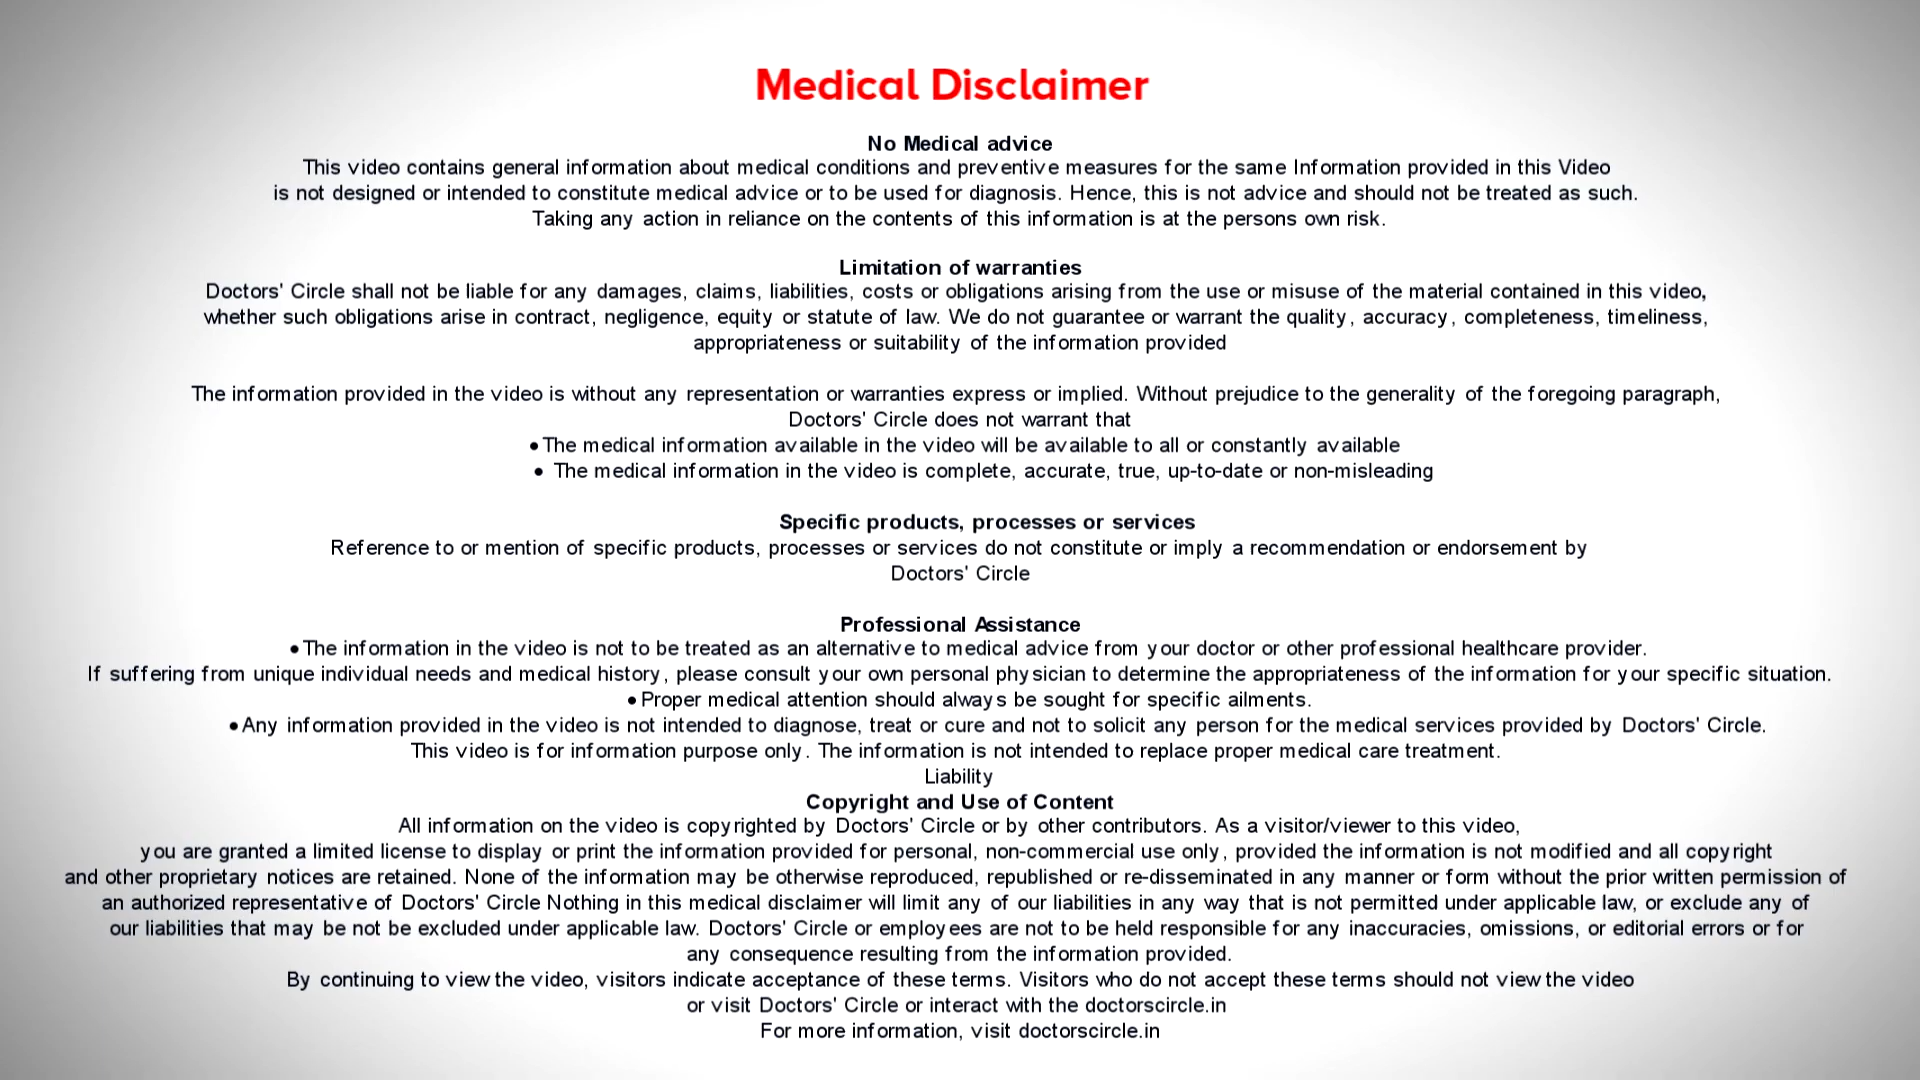 Medical Disclaimer
No Medical advice
This video contains general information about medical conditions and preventive measures for the same Information provided in this Video
is not designed or intended to constitute medical advice or to be used for diagnosis. Hence, this is not advice and should not be treated as such.
Taking any action in reliance on the contents of this information is at the persons own risk.
Limitation of warranties
Doctors' Circle shall not be liable for any damages, claims, liabilities, costs or obligations arising from the use or misuse of the material contained in this video,
whether such obligations arise in contract, negligence, equity or statute of law. We do not guarantee or warrant the quality, accuracy, completeness, timeliness,
appropriateness or suitability of the information provided
The information provided in the video is without any representation or warranties express or implied. Without prejudice to the generality of the foregoing paragraph,
Doctors' Circle does not warrant that
• The medical information available in the video will be available to all or constantly available
• The medical information in the video is complete, accurate, true, up-to-date or non-misleading
Specific products, processes or services
Reference to or mention of specific products, processes or services do not constitute or imply a recommendation or endorsement by
Doctors' Circle
Professional Assistance
• The information in the video is not to be treated as an alternative to medical advice from your doctor or other professional healthcare provider.
If suffering from unique individual needs and medical history, please consult your own personal physician to determine the appropriateness of the information for your specific situation.
• Proper medical attention should always be sought for specific ailments.
• Any information provided in the video is not intended to diagnose, treat or cure and not to solicit any person for the medical services provided by Doctors' Circle.
This video is for information purpose only. The information is not intended to replace proper medical care treatment.
Liability
Copyright and Use of Content
All information on the video is copyrighted by Doctors' Circle or by other contributors. As a visitor/viewer to this video,
you are granted a limited license to display or print the information provided for personal, non-commercial use only, provided the information is not modified and all copyright
and other proprietary notices are retained. None of the information may be otherwise reproduced, republished or re-disseminated in any manner or form without the prior written permission of
an authorized representative of Doctors' Circle Nothing in this medical disclaimer will limit any of our liabilities in any way that is not permitted under applicable law, or exclude any of
our liabilities that may be not be excluded under applicable law. Doctors' Circle or employees are not to be held responsible for any inaccuracies, omissions, or editorial errors or for
any consequence resulting from the information provided.
By continuing to view the video, visitors indicate acceptance of these terms. Visitors who do not accept these terms should not view the video
or visit Doctors' Circle or interact with the doctorscircle.in
For more information, visit doctorscircle.in